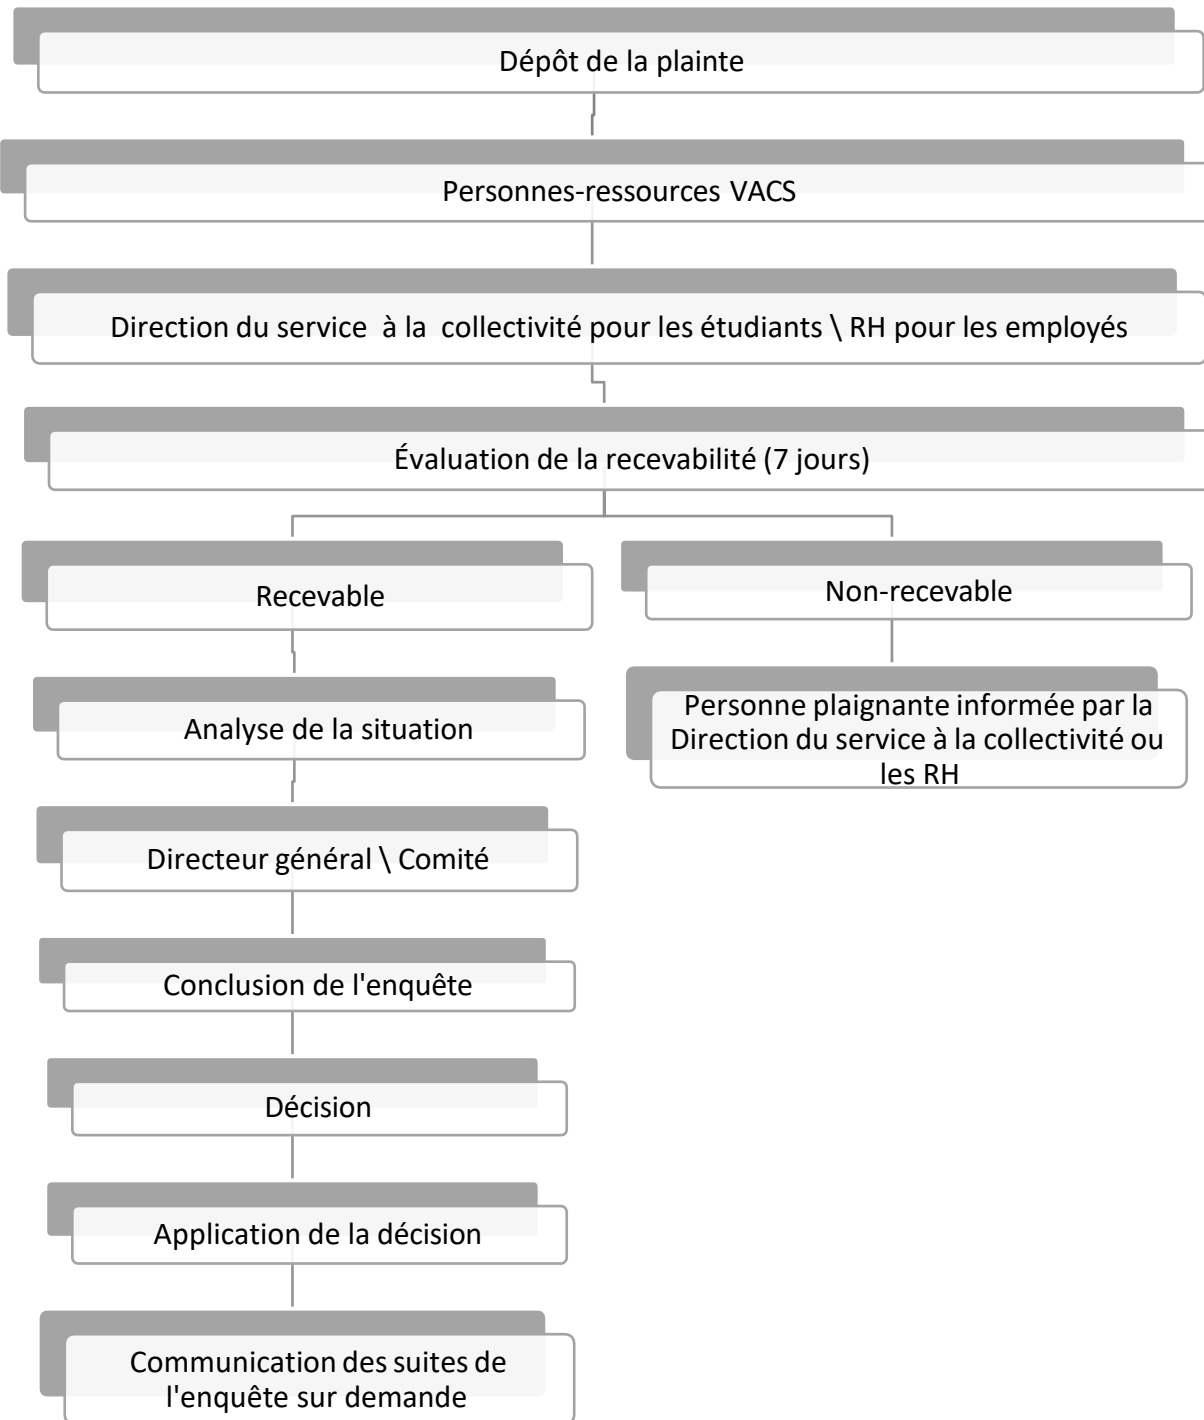 Dépôt de la plainte
Personnes-ressources VACS
Direction du service à la collectivité pour les étudiants \ RH pour les employés
Évaluation de la recevabilité (7 jours)
Recevable
Non-recevable
Analyse de la situation
Personne plaignante informée par la
Direction du service à la collectivité ou
les RH
Directeur général \ Comité
Conclusion de l'enquête
Décision
Application de la décision
Communication des suites de
l'enquête sur demande